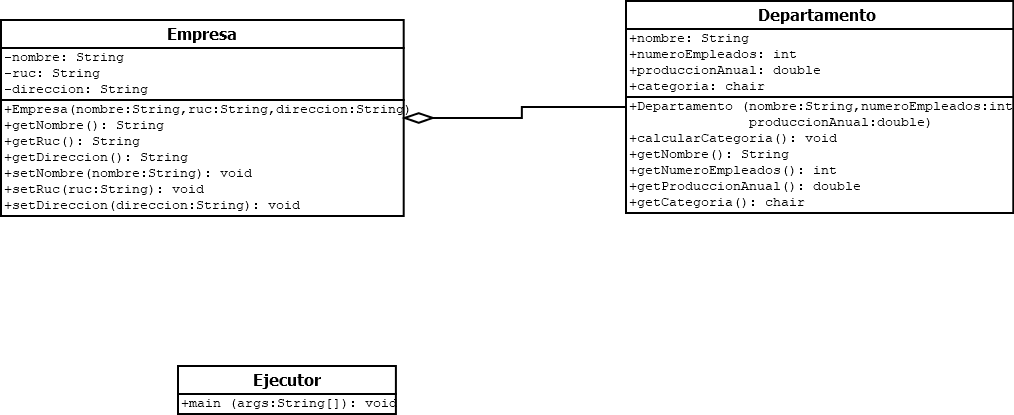 Empresa
-nombre: String
-ruc: String
-direccion: String
+Empresa(nombre:String,ruc:String,direccion:String)
+getNombre(): String
+getRuc(): String
+getDireccion(): String
+setNombre(nombre:String): void
+setRuc(ruc:String): void
+setDireccion(direccion:String): void
Departamento
+nombre: String
+numeroEmpleados: int
+produccionAnual: double
+categoria: chair
+Departamento (nombre:String,numeroEmpleados:int
produccionAnual:double)
+calcularCategoria(): void
+getNombre(): String
+getNumeroEmpleados(): int
+getProduccionAnual(): double
+getCategoria(): chair
Ejecutor
+main (args:String[]): void